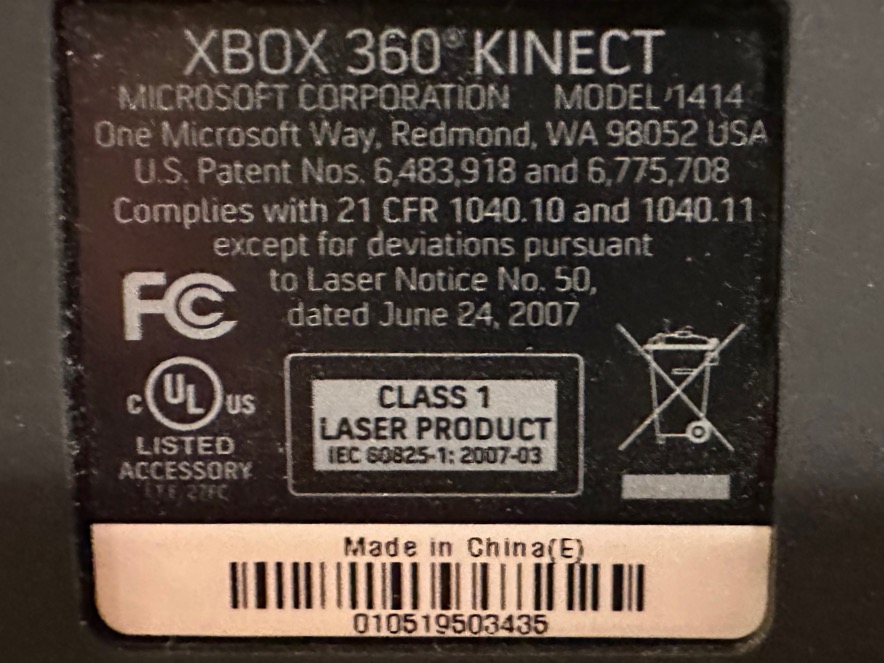 XBOX 360® KINECT
MICROSOFT CORPORATION MODEL 1414
One Microsoft Way, Redmond, WA 98052 USA
U.S. Patent Nos. 6,483,918 and 6,775,708
Complies with 21 CFR 1040.10 and 1040.11
except for deviations pursuant
to Laser Notice No. 50,
dated June 24, 2007
FC
C UL US
LISTED
ACCESSORY
I.T.E. 27FC
CLASS 1
LASER PRODUCT
IEC 60825-1: 2007-03
Made in China(E)
010519503435